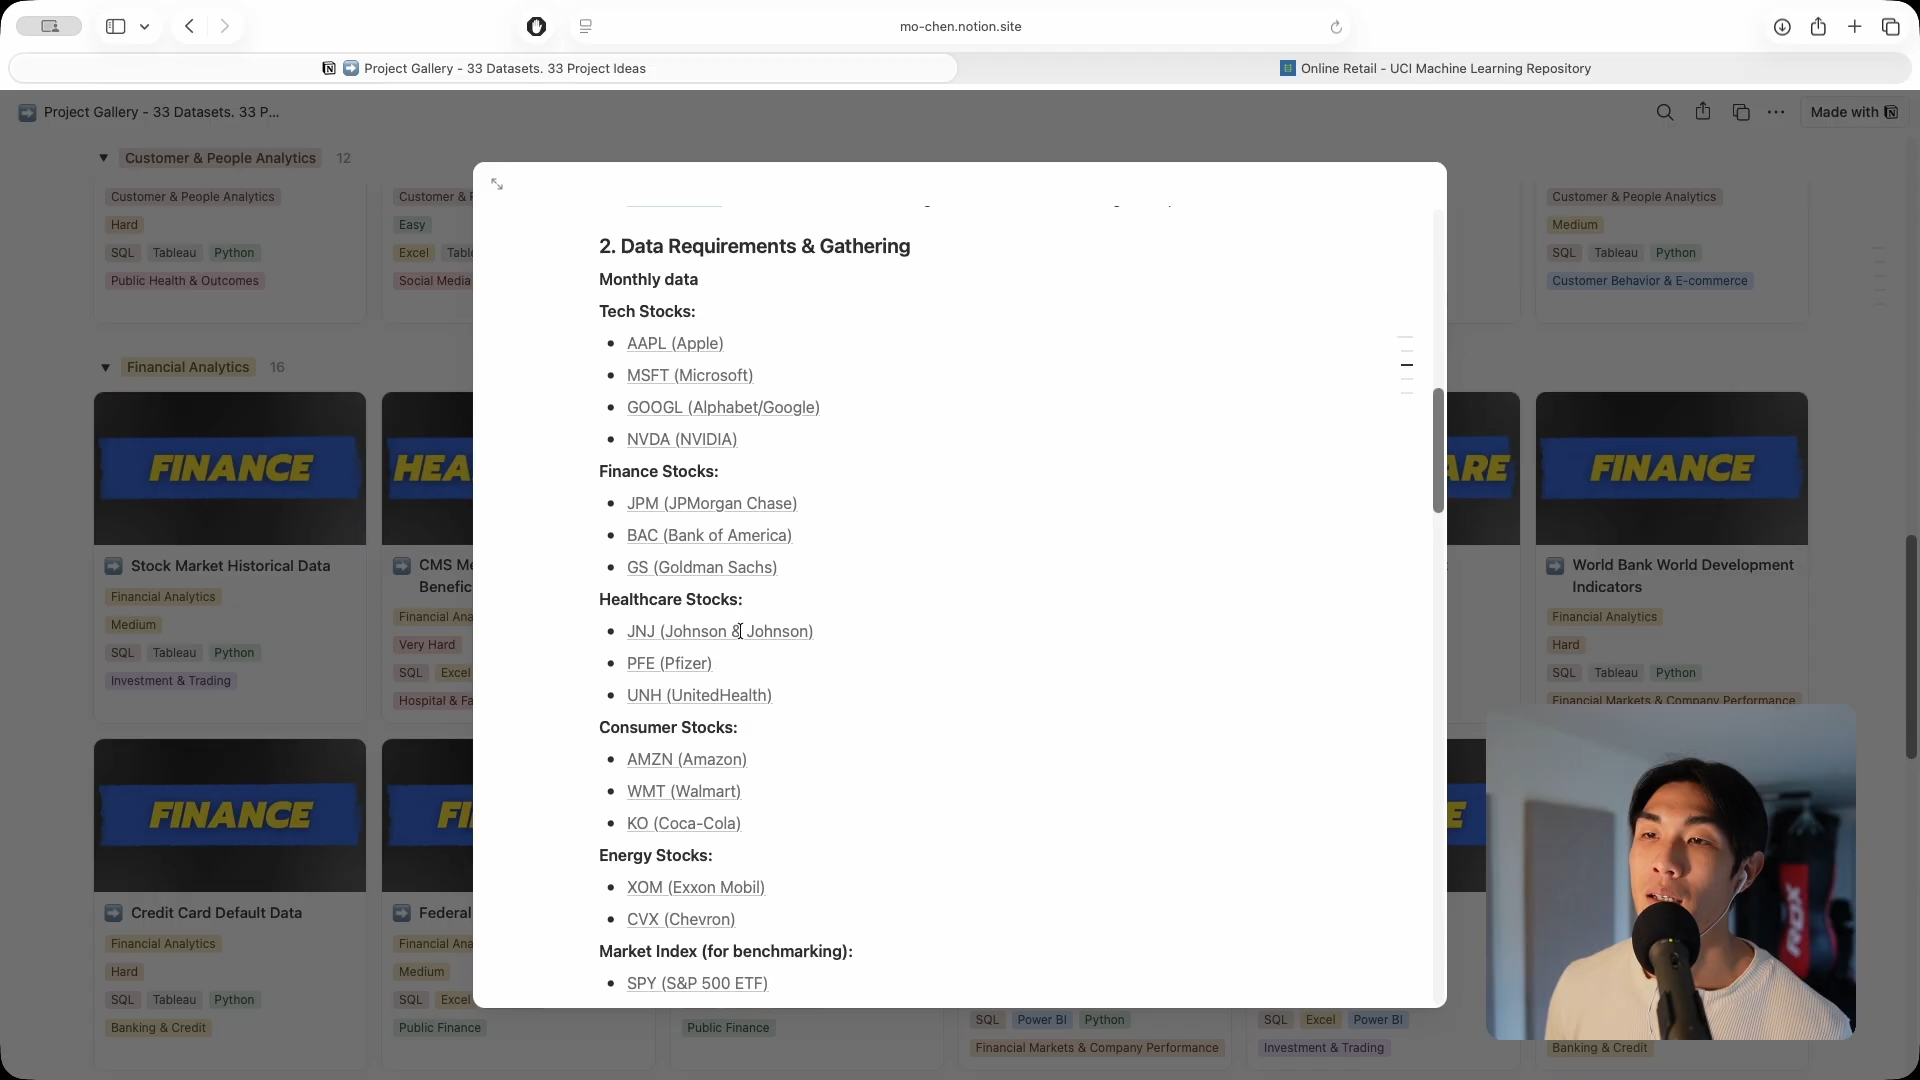 mo-chen.notion.site
Project Gallery - 33 Datasets. 33 Project Ideas
Online Retail - UCI Machine Learning Repository
Project Gallery - 33 Datasets. 33 P...
Made with
Customer & People Analytics 12
Customer & People Analytics
Hard
SQL Tableau Python
Public Health & Outcomes
Easy
Excel
Social Media
Customer & People Analytics
Medium
SQL Tableau Python
Customer Behavior & E-commerce
Financial Analytics 16
FINANCE
Stock Market Historical Data
Financial Analytics
Medium
SQL Tableau Python
Investment & Trading
Very Hard
SQL Excel
FINANCE
World Bank World Development
Indicators
Financial Analytics
Hard
SQL Tableau Python
Financial Markets & Company Performance
2. Data Requirements & Gathering
Monthly data
Tech Stocks:
• AAPL (Apple)
• MSFT (Microsoft)
• GOOGL (Alphabet/Google)
• NVDA (NVIDIA)
Finance Stocks:
• JPM (JPMorgan Chase)
• BAC (Bank of America)
• GS (Goldman Sachs)
Healthcare Stocks:
• JNJ (Johnson & Johnson)
• PFE (Pfizer)
• UNH (UnitedHealth)
Consumer Stocks:
• AMZN (Amazon)
• WMT (Walmart)
• KO (Coca-Cola)
Energy Stocks:
• XOM (Exxon Mobil)
• CVX (Chevron)
Market Index (for benchmarking):
• SPY (S&P 500 ETF)
FINANCE
Credit Card Default Data
Financial Analytics
Hard
SQL Tableau Python
Banking & Credit
Federal
Medium
SQL Excel
Public Finance
Public Finance
SQL Power BI Python
Financial Markets & Company Performance
SQL Excel Power BI
Investment & Trading
Banking & Credit